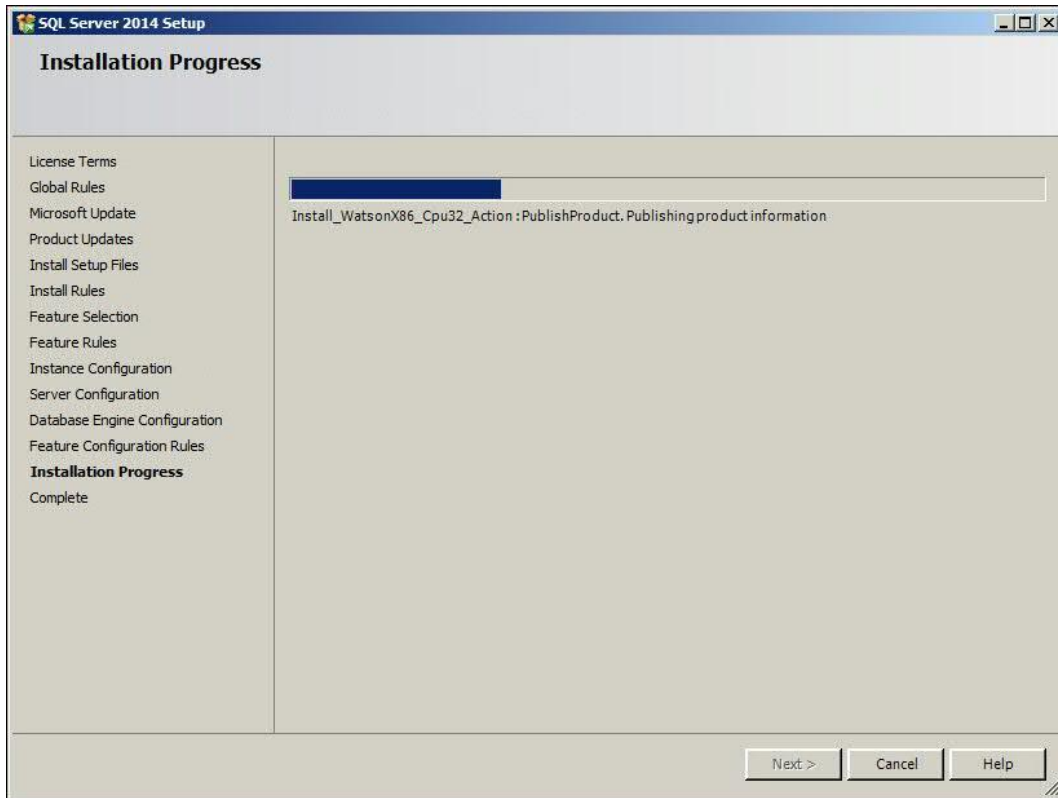 SQL Server 2014 Setup
Installation Progress
License Terms
Global Rules
Microsoft Update
Product Updates
Install Setup Files
Install Rules
Feature Selection
Feature Rules
Instance Configuration
Server Configuration
Database Engine Configuration
Feature Configuration Rules
Installation Progress
Complete
Install_WatsonX86_Cpu32_Action : PublishProduct. Publishing product information
Next >
Cancel
Help